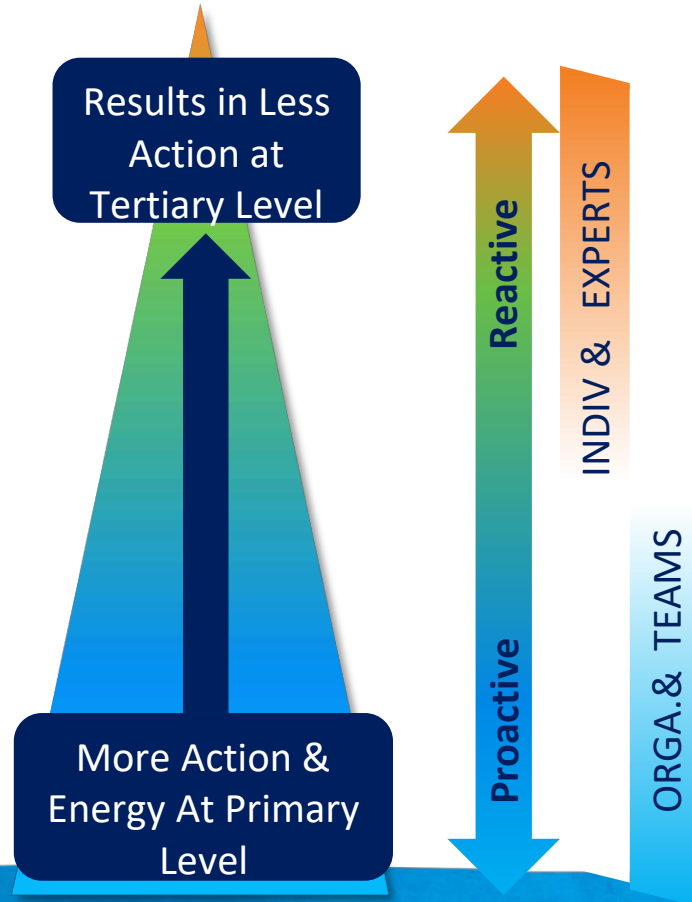 Results in Less
Action at
Tertiary Level
Reactive
INDIV & EXPERTS
Proactive
ORGA.& TEAMS
More Action &
Energy At Primary
Level